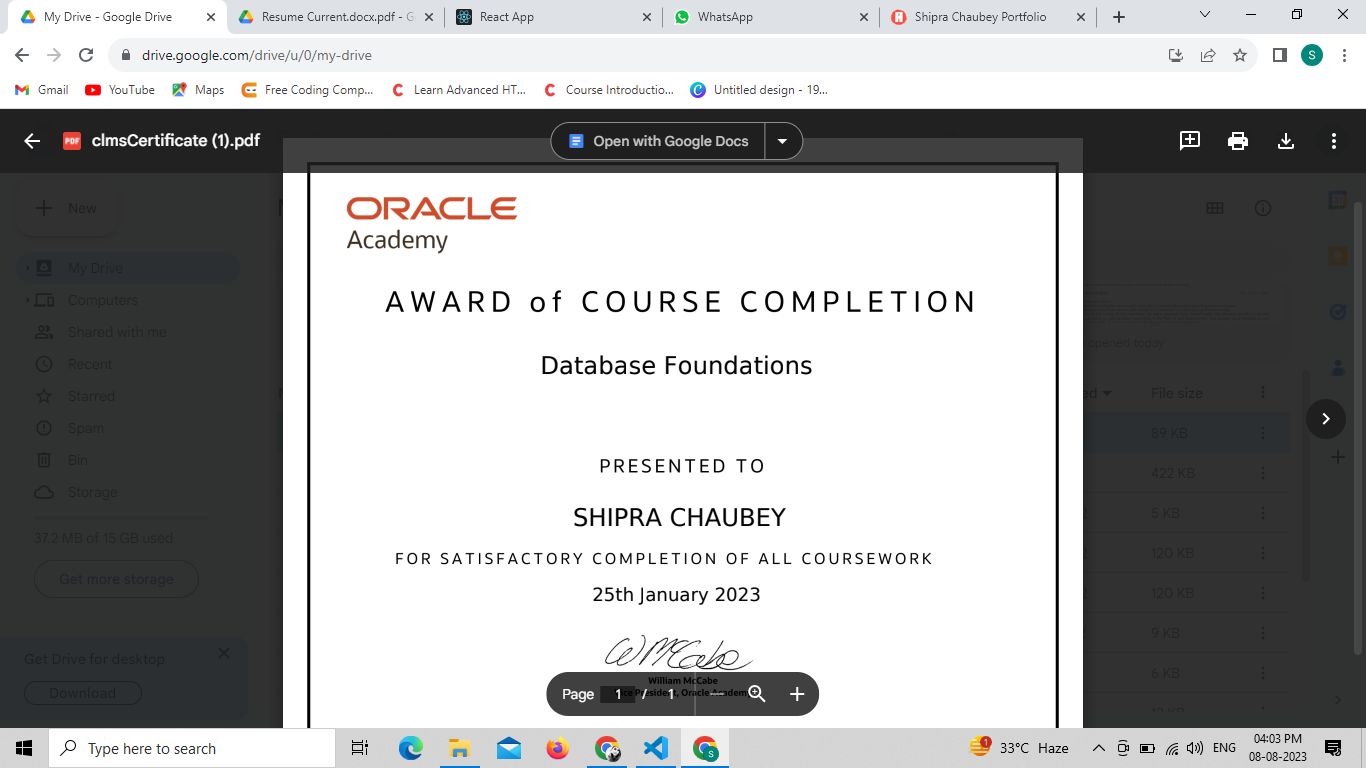 My Drive - Google Drive
Resume Current.docx.pdf - G
React App
WhatsApp
Shipra Chaubey Portfolio
drive.google.com/drive/u/0/my-drive
S
Gmail
YouTube
Maps
Free Coding Comp...
Learn Advanced HT...
Course Introductio...
Untitled design - 19...
PDF
clmsCertificate (1).pdf
Open with Google Docs
New
My Drive
Computers
Shared with me
Recent
Starred
Spam
Bin
Storage
37.2 MB of 15 GB used
Get more storage
Get Drive for desktop
Download
ORACLE
Academy
AWARD of COURSE COMPLETION
Database Foundations
PRESENTED TO
SHIPRA CHAUBEY
FOR SATISFACTORY COMPLETION OF ALL COURSEWORK
25th January 2023
WMcCabe
William McCabe
Vice President, Oracle Academy
Page 1 / 1
opened today
File size
89 KB
422 KB
5 KB
120 KB
120 KB
9 KB
6 KB
12 KB
Type here to search
1
S
33°C Haze
ENG
04:03 PM
08-08-2023